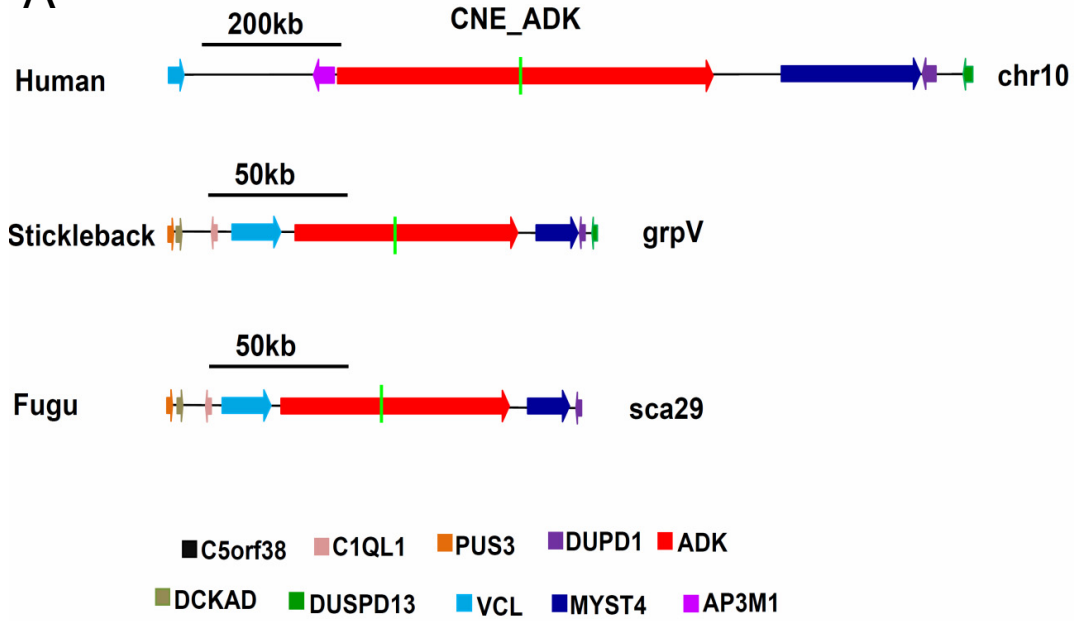 A
200kb
CNE_ADK
Human
chr10
50kb
Stickleback
grpV
50kb
Fugu
sca29
C5orf38
C1QL1
PUS3
DUPD1
ADK
DCKAD
DUSPD13
VCL
MYST4
AP3M1